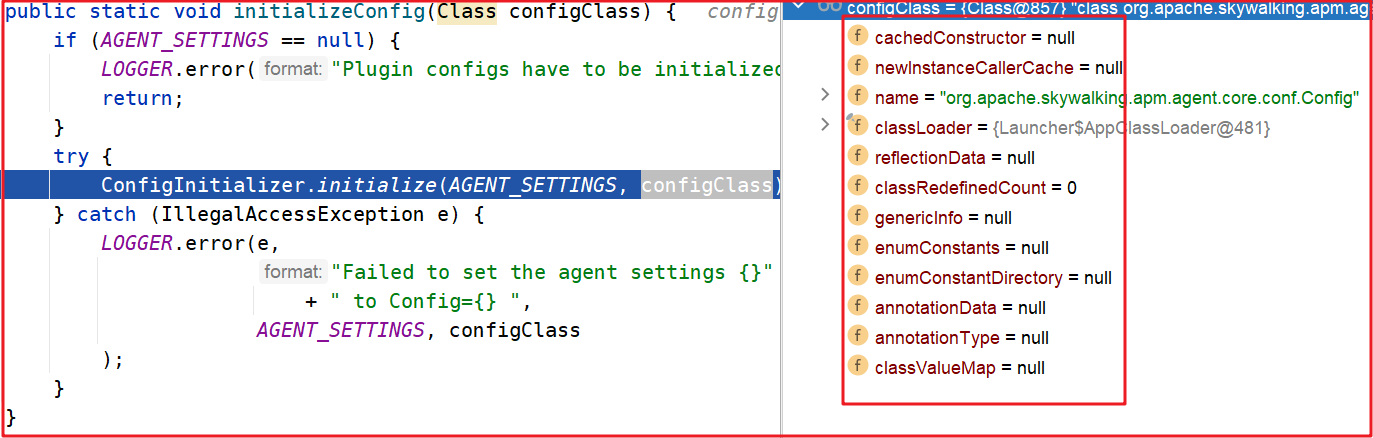 public static void initializeConfig(Class configClass) { config
if (AGENT_SETTINGS == null) {
LOGGER.error( format: "Plugin configs have to be initialized
return;
}
try {
ConfigInitializer.initialize(AGENT_SETTINGS, configClass)
} catch (IllegalAccessException e) {
LOGGER.error(e,
format: "Failed to set the agent settings {}"
+ " to Config={} ",
AGENT_SETTINGS, configClass
);
}
}
configClass = {Class@857} "class org.apache.skywalking.apm.ag
f cachedConstructor = null
f newInstanceCallerCache = null
f name = "org.apache.skywalking.apm.agent.core.conf.Config"
f classLoader = {Launcher$AppClassLoader@481}
f reflectionData = null
f classRedefinedCount = 0
f genericInfo = null
f enumConstants = null
f enumConstantDirectory = null
f annotationData = null
f annotationType = null
f classValueMap = null